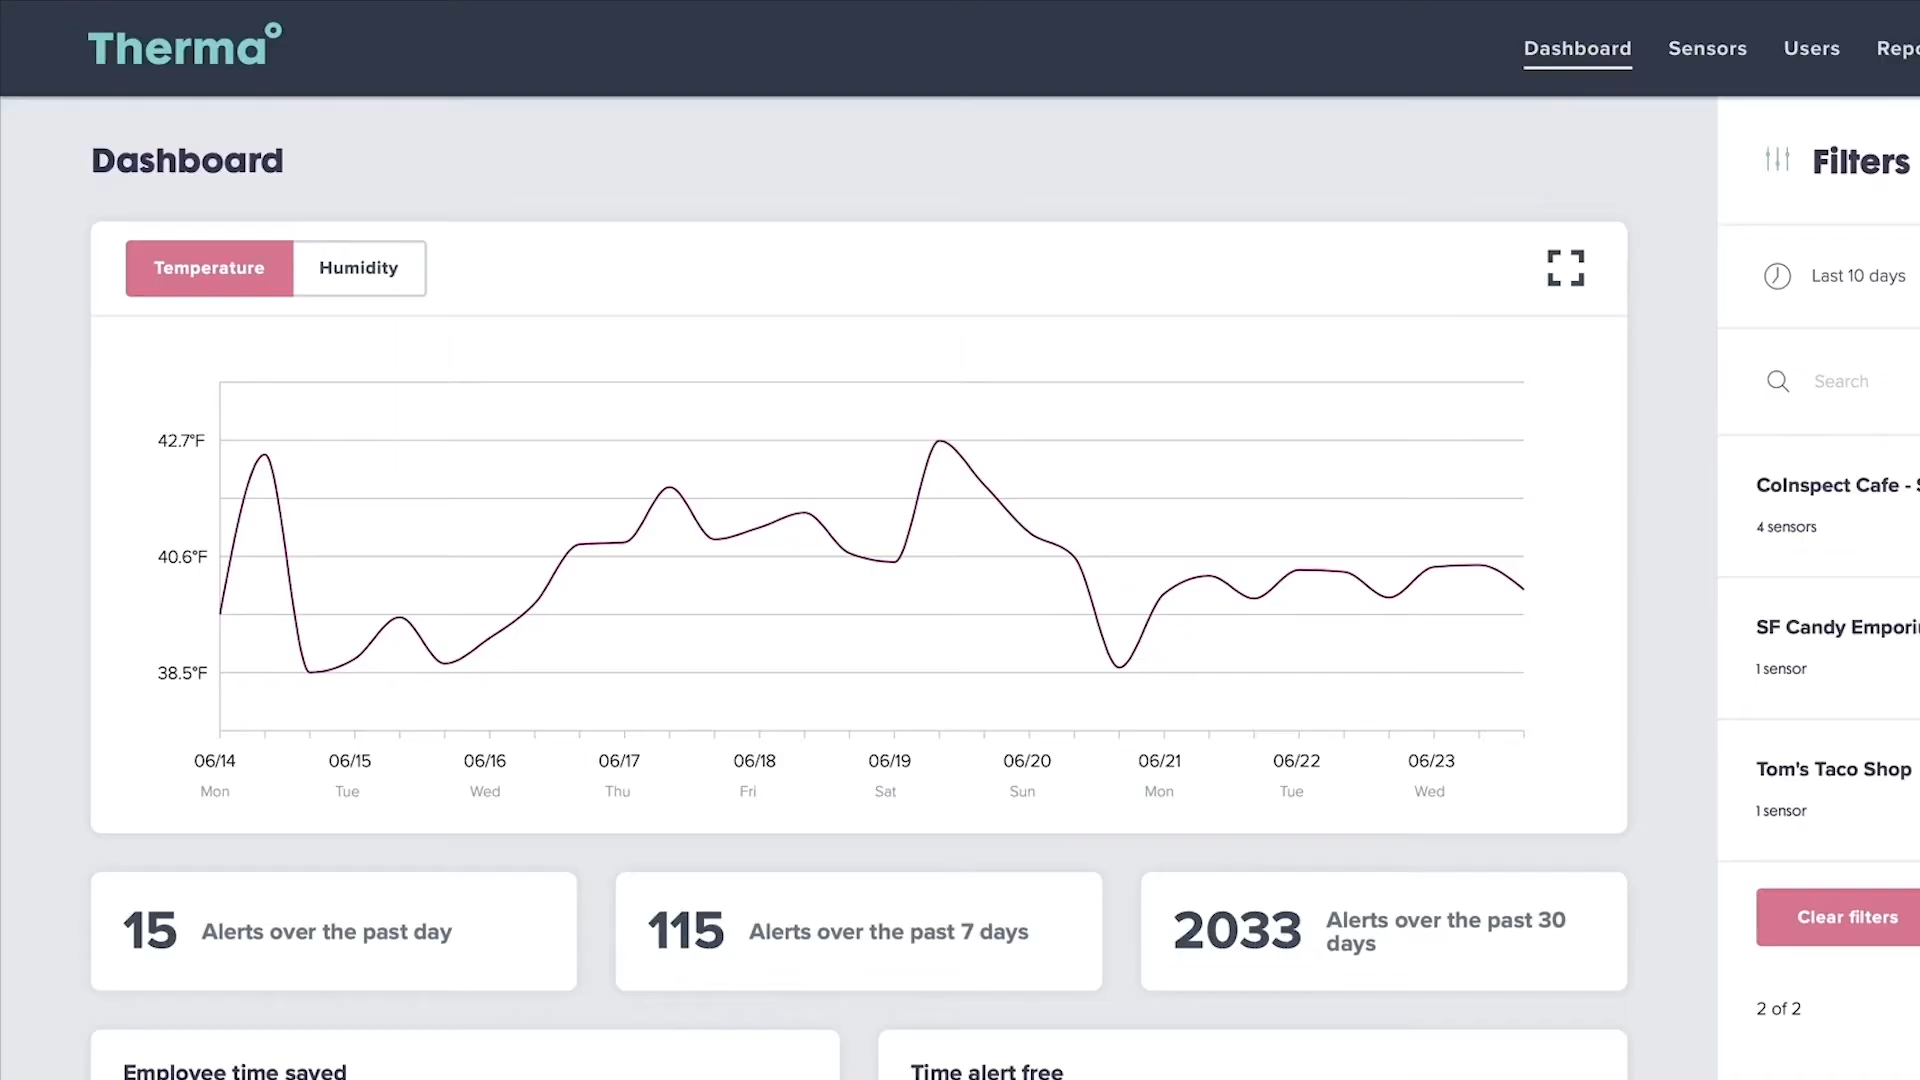 Therma°
Dashboard Sensors Users Repo
Dashboard
Filters
Temperature Humidity
Last 10 days
Search
42.7°F
40.6°F
38.5°F
06/14 06/15 06/16 06/17 06/18 06/19 06/20 06/21 06/22 06/23
Mon Tue Wed Thu Fri Sat Sun Mon Tue Wed
CoInspect Cafe - S
4 sensors
SF Candy Empori
1 sensor
Tom's Taco Shop
1 sensor
Clear filters
2 of 2
15 Alerts over the past day
115 Alerts over the past 7 days
2033 Alerts over the past 30
days
Employee time saved
Time alert free